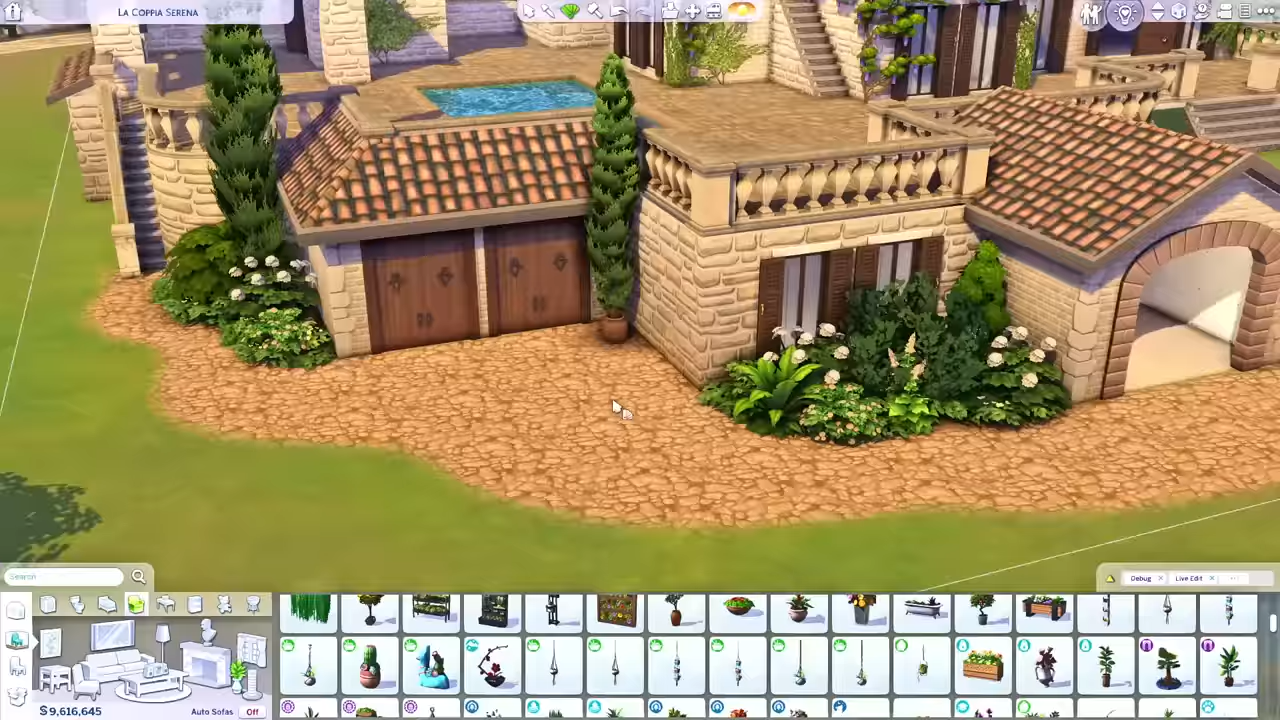 LA COPPIA SERENA
Search
Debug
Live Edit
$9,616,645
Auto Sofas
Off